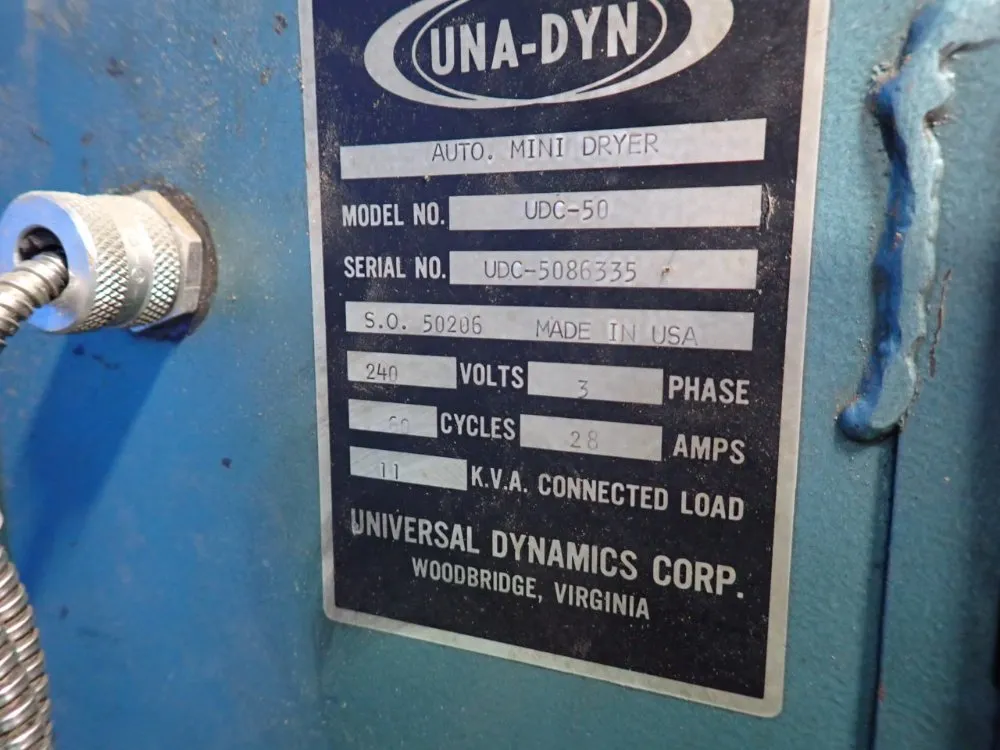 UNA-DYN
AUTO. MINI DRYER
MODEL NO. UDC-50
SERIAL NO. UDC-5086335
S.O. 50206 MADE IN USA
240 VOLTS 3 PHASE
60 CYCLES 28 AMPS
11 K.V.A. CONNECTED LOAD
UNIVERSAL DYNAMICS CORP.
WOODBRIDGE, VIRGINIA